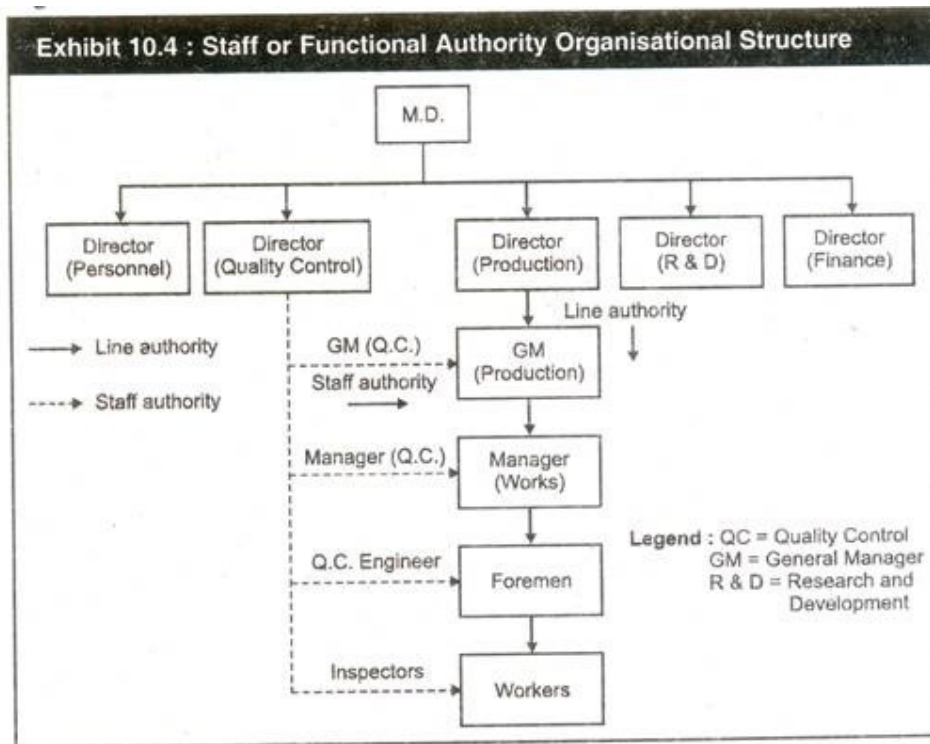 Exhibit 10.4 : Staff or Functional Authority Organisational Structure
M.D.
Director
(Personnel)
Director
(Quality Control)
Director
(Production)
Director
(R & D)
Director
(Finance)
Line authority
Line authority
Staff authority
GM (Q.C.)
Staff authority
GM
(Production)
Manager (Q.C.)
Manager
(Works)
Q.C. Engineer
Foremen
Inspectors
Workers
Legend : QC = Quality Control
GM = General Manager
R & D = Research and
Development